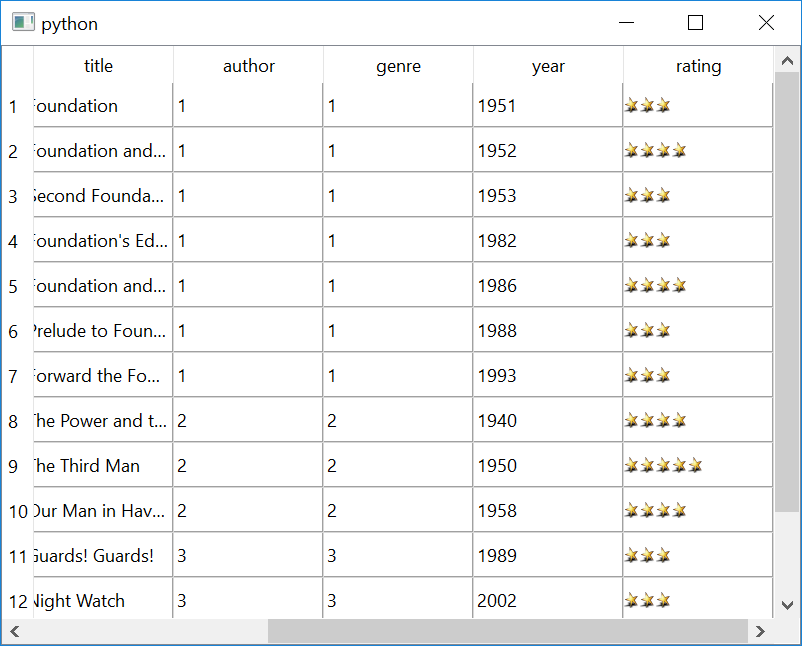 python
title author genre year rating
1 Foundation 1 1 1951
2 Foundation and... 1 1 1952
3 Second Founda... 1 1 1953
4 Foundation's Ed... 1 1 1982
5 Foundation and... 1 1 1986
6 Prelude to Foun... 1 1 1988
7 Forward the Fo... 1 1 1993
8 The Power and t... 2 2 1940
9 The Third Man 2 2 1950
10 Our Man in Hav... 2 2 1958
11 Guards! Guards! 3 3 1989
12 Night Watch 3 3 2002